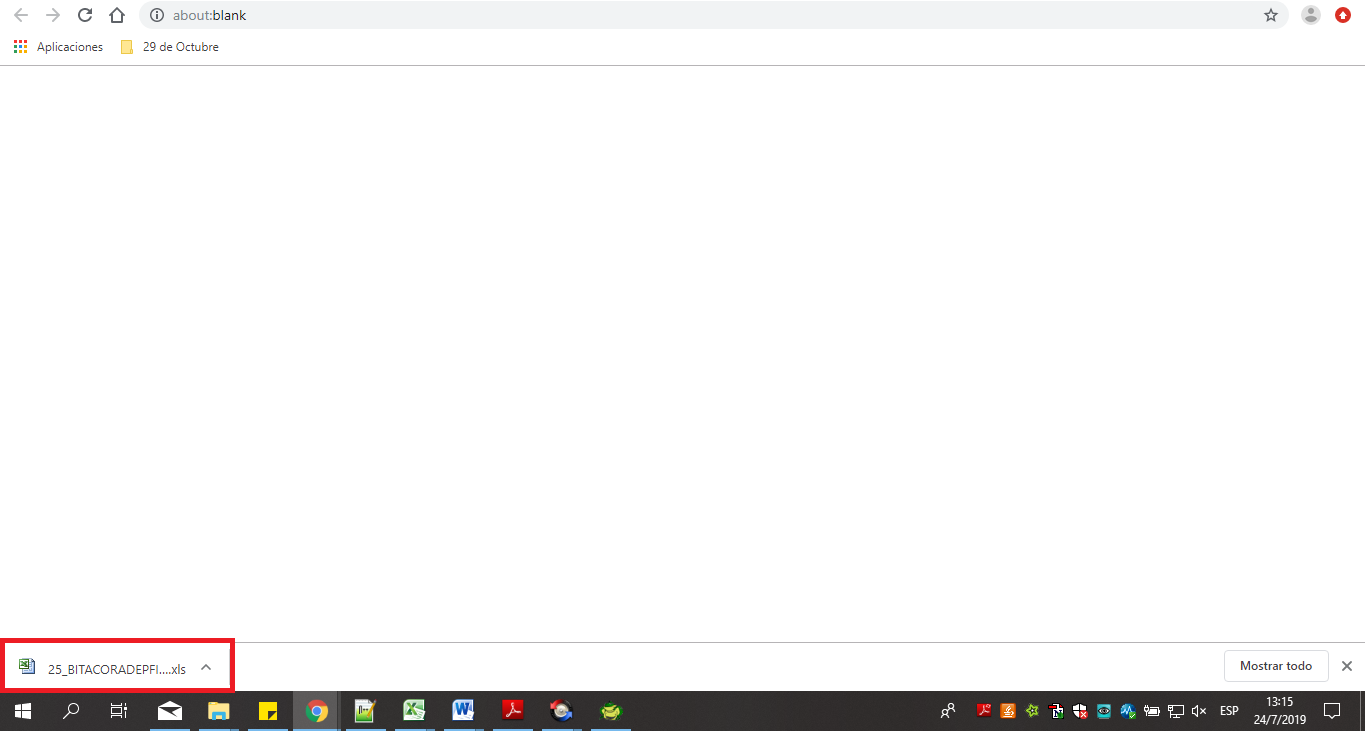 about:blank
Aplicaciones 29 de Octubre
25_BITACORADEPFI....xls
Mostrar todo
ESP
13:15
24/7/2019